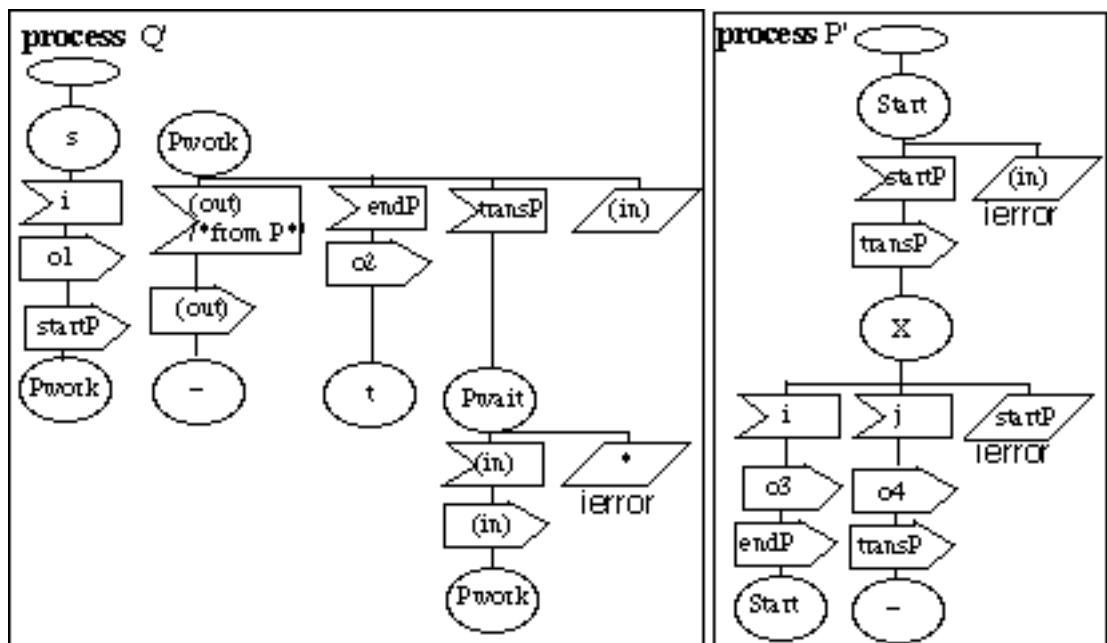 process Q'
s
i
o1
startP
Pwork
Pwork
(out)
/*from P*'
(out)
-
endP
o2
t
transP
Pwait
(in)
(in)
Pwork
(in)
*
ierror
process P'
Start
startP
transP
(in)
ierror
X
i
o3
endP
Start
j
o4
transP
-
startP
ierror